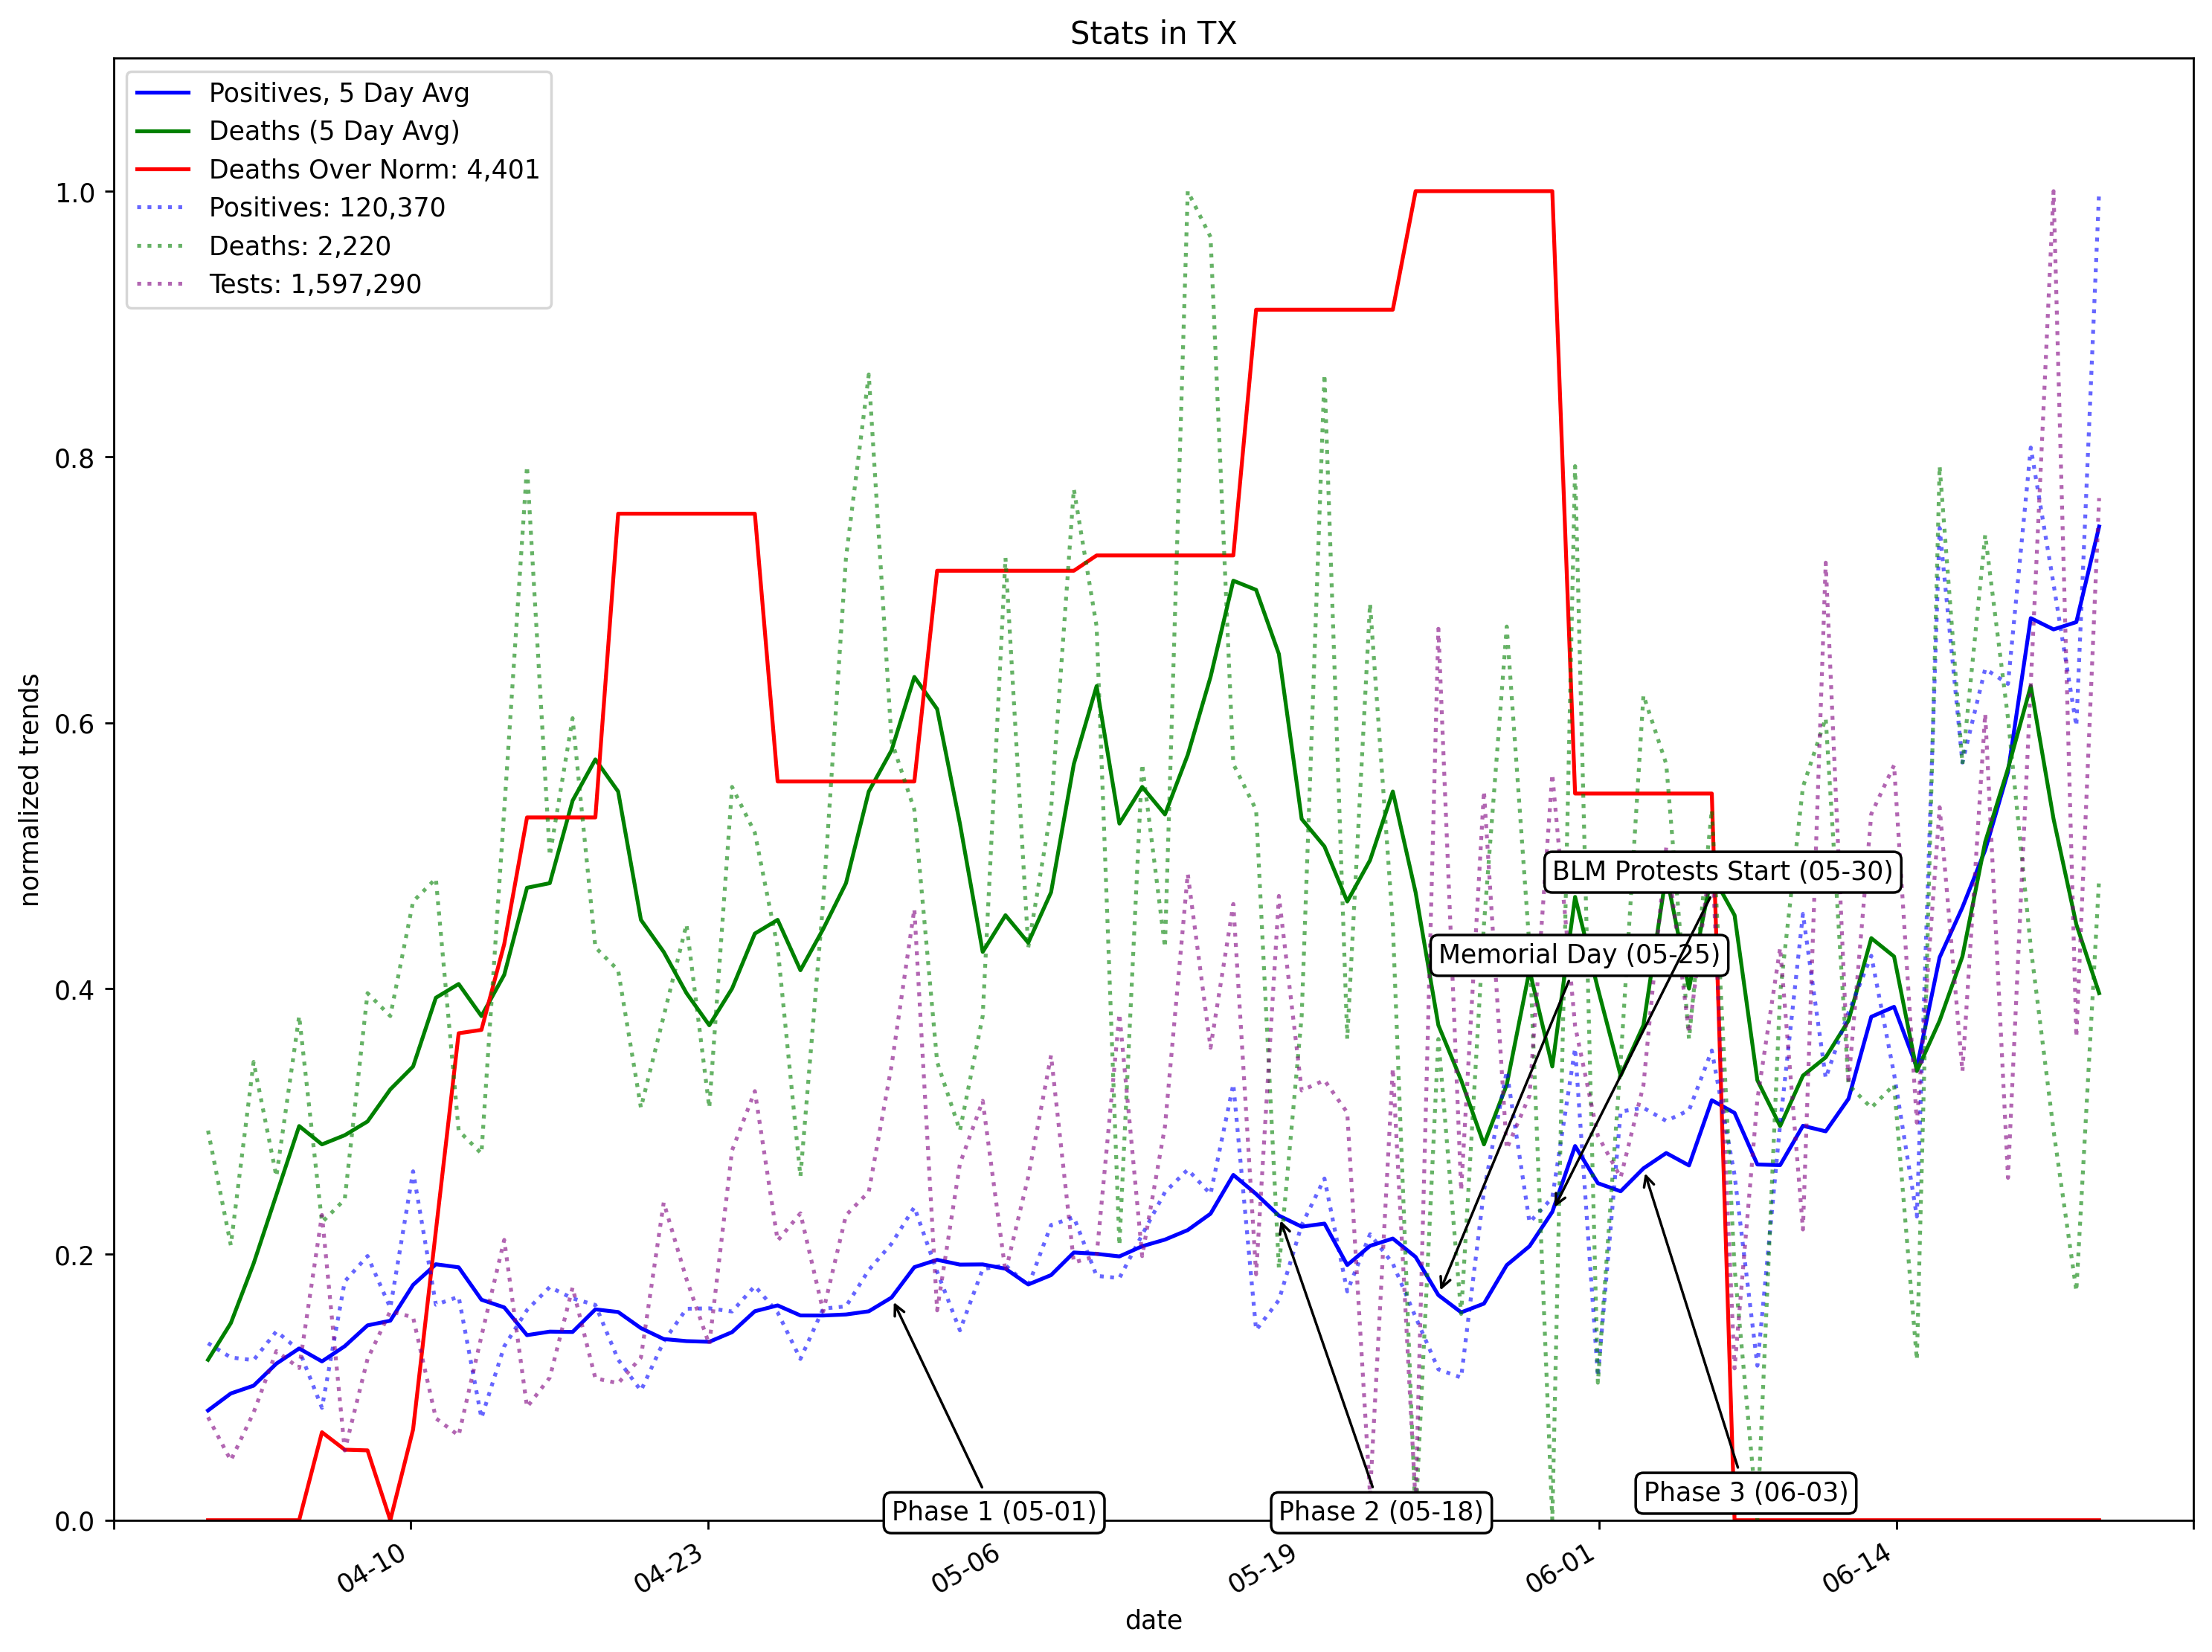 Stats in TX
Positives, 5 Day Avg
Deaths (5 Day Avg)
Deaths Over Norm: 4,401
Positives: 120,370
Deaths: 2,220
Tests: 1,597,290
normalized trends
1.0
0.8
0.6
0.4
0.2
0.0
BLM Protests Start (05-30)
Memorial Day (05-25)
Phase 1 (05-01)
Phase 2 (05-18)
Phase 3 (06-03)
04-10
04-23
05-06
05-19
06-01
06-14
date